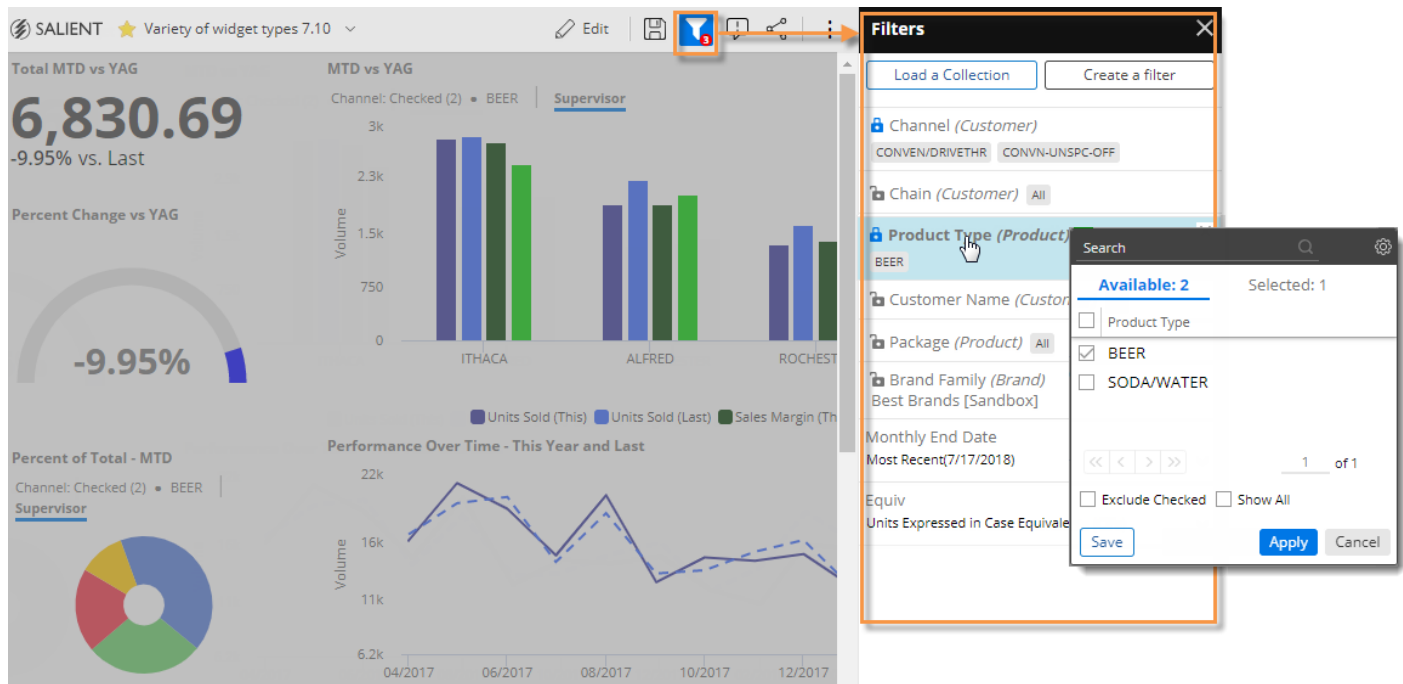 SALIENT Variety of widget types 7.10
Edit
3
Total MTD vs YAG
6,830.69
-9.95% vs. Last
Percent Change vs YAG
-9.95%
Percent of Total - MTD
Channel: Checked (2) • BEER
Supervisor
MTD vs YAG
Channel: Checked (2) • BEER Supervisor
3k
2.3k
1.5k
750
0
Volume
ITHACA ALFRED ROCHEST
Units Sold (This) Units Sold (Last) Sales Margin (Th
Performance Over Time - This Year and Last
22k
16k
11k
6.2k
Volume
04/2017 06/2017 08/2017 10/2017 12/2017
Filters
Load a Collection Create a filter
Channel (Customer)
CONVEN/DRIVETHR CONVN-UNSPC-OFF
Chain (Customer) All
Product Type (Product)
BEER
Customer Name (Custon
Package (Product) All
Brand Family (Brand)
Best Brands [Sandbox]
Monthly End Date
Most Recent(7/17/2018)
Equiv
Units Expressed in Case Equivale
Search
Available: 2 Selected: 1
Product Type
BEER
SODA/WATER
<< < > >> 1 of 1
Exclude Checked Show All
Save Apply Cancel